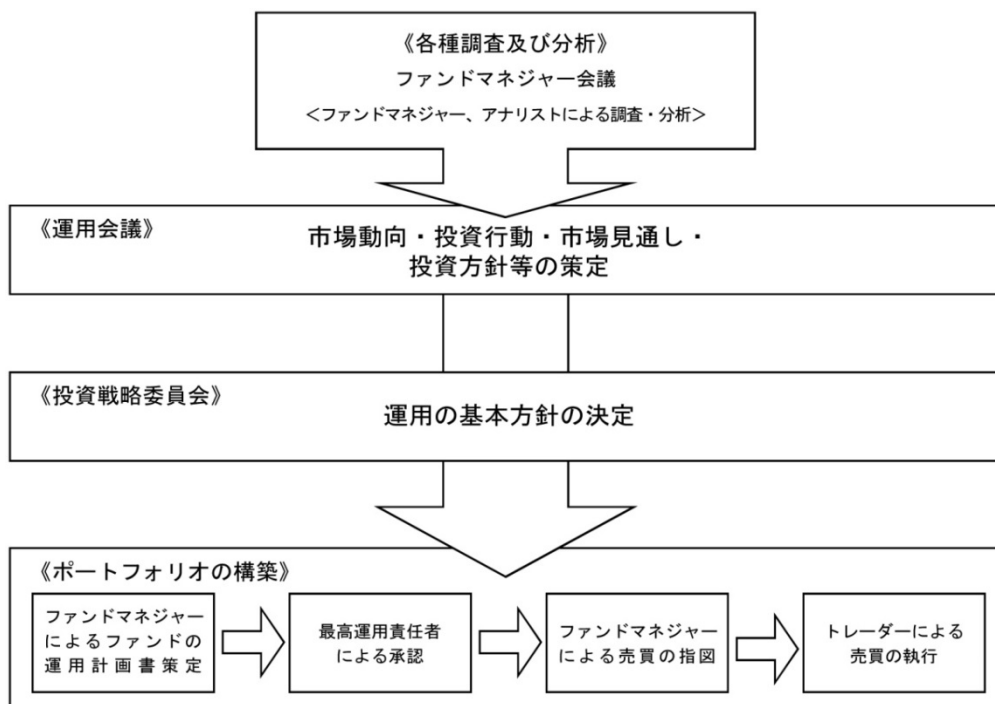 《各種調査及び分析》
ファンドマネジャー会議
＜ファンドマネジャー、アナリストによる調査・分析＞
《運用会議》
市場動向・投資行動・市場見通し・
投資方針等の策定
《投資戦略委員会》
運用の基本方針の決定
《ポートフォリオの構築》
ファンドマネジャー
によるファンドの
運用計画書策定
最高運用責任者
による承認
ファンドマネジャー
による売買の指図
トレーダーによる
売買の執行